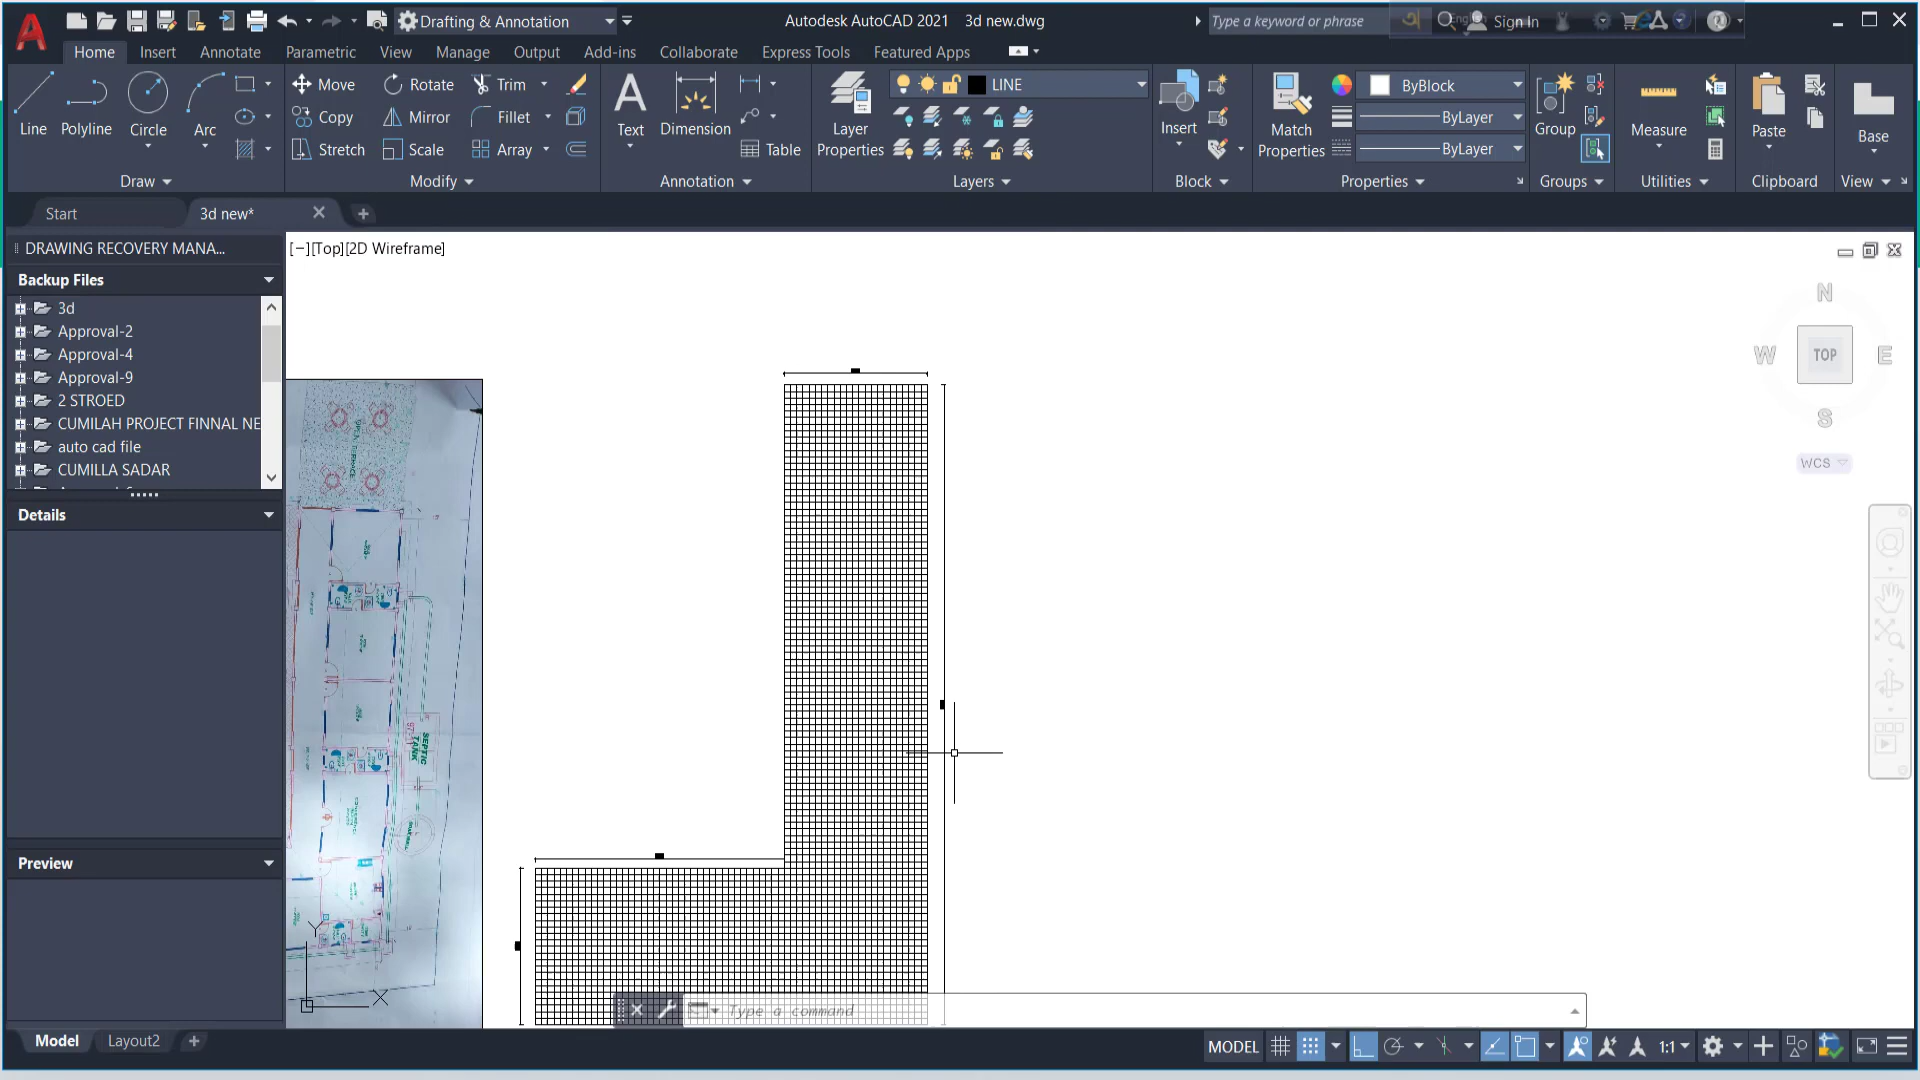 Drafting & Annotation
Autodesk AutoCAD 2021 3d new.dwg
Type a keyword or phrase
Sign In
Home Insert Annotate Parametric View Manage Output Add-ins Collaborate Express Tools Featured Apps
Line Polyline Circle Arc
Move Rotate Trim
Copy Mirror Fillet
Stretch Scale Array
Text Dimension Table
Layer Properties
LINE
Insert
Match Properties
ByBlock
ByLayer
ByLayer
Group
Measure
Paste
Base
Draw Modify Annotation Layers Block Properties Groups Utilities Clipboard View
Start 3d new*
DRAWING RECOVERY MANA...
[−][Top][2D Wireframe]
Backup Files
3d
Approval-2
Approval-4
Approval-9
2 STROED
CUMILAH PROJECT FINNAL NE
auto cad file
CUMILLA SADAR
Details
Preview
N
W TOP E
S
WCS
SEPTIC TANK
Y
X
Type a command
Model Layout2
MODEL 1:1